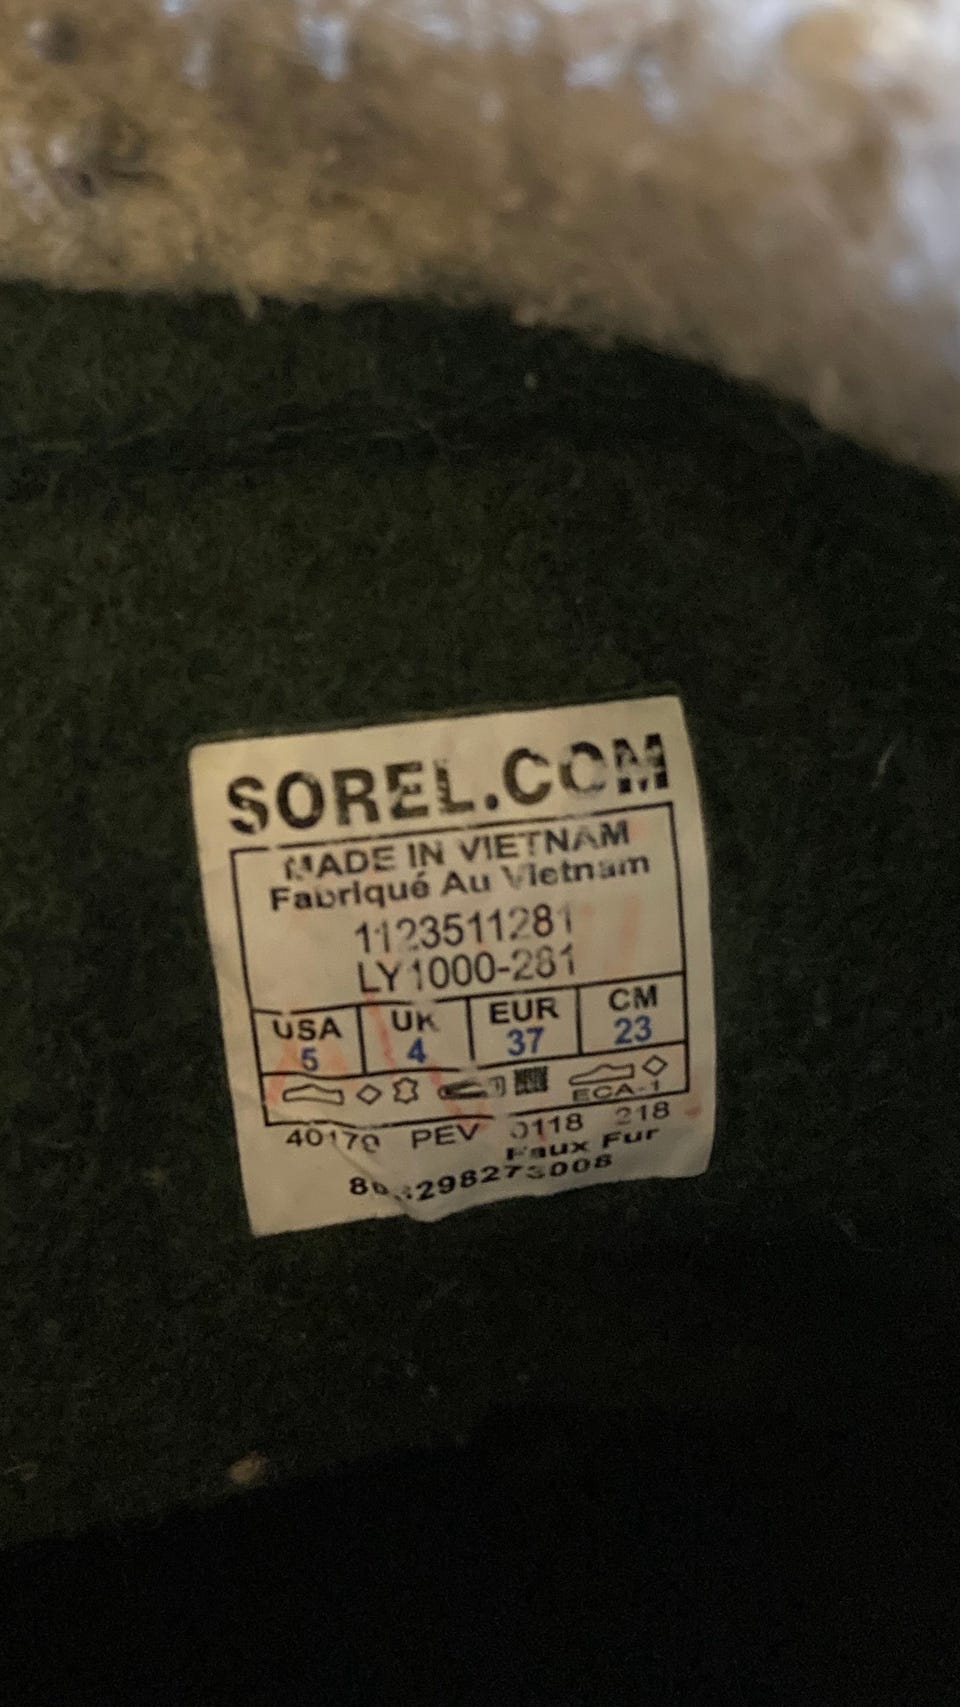 SOREL.COM
MADE IN VIETNAM
Fabriqué Au Vietnam
1123511281
LY1000-281
USA UK EUR CM
5 4 37 23
ECA-1
PEV 0118 218
Faux Fur